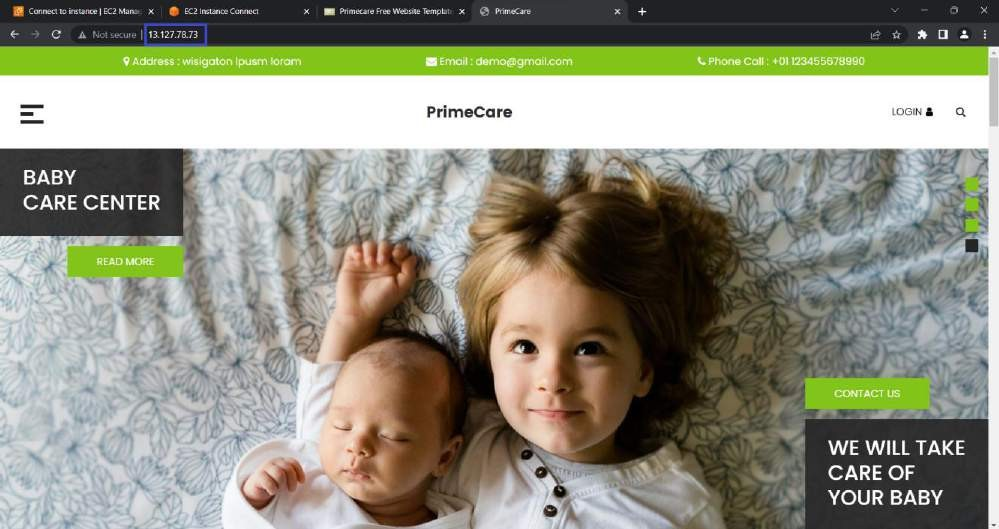 Connect to instance | EC2 Manag
EC2 Instance Connect
Primecare Free Website Template
PrimeCare
Not secure
13.127.78.73
Address : wisigaton lpusm loram
Email : demo@gmail.com
Phone Call : +01 123455678990
PrimeCare
LOGIN
BABY
CARE CENTER
READ MORE
CONTACT US
WE WILL TAKE
CARE OF
YOUR BABY